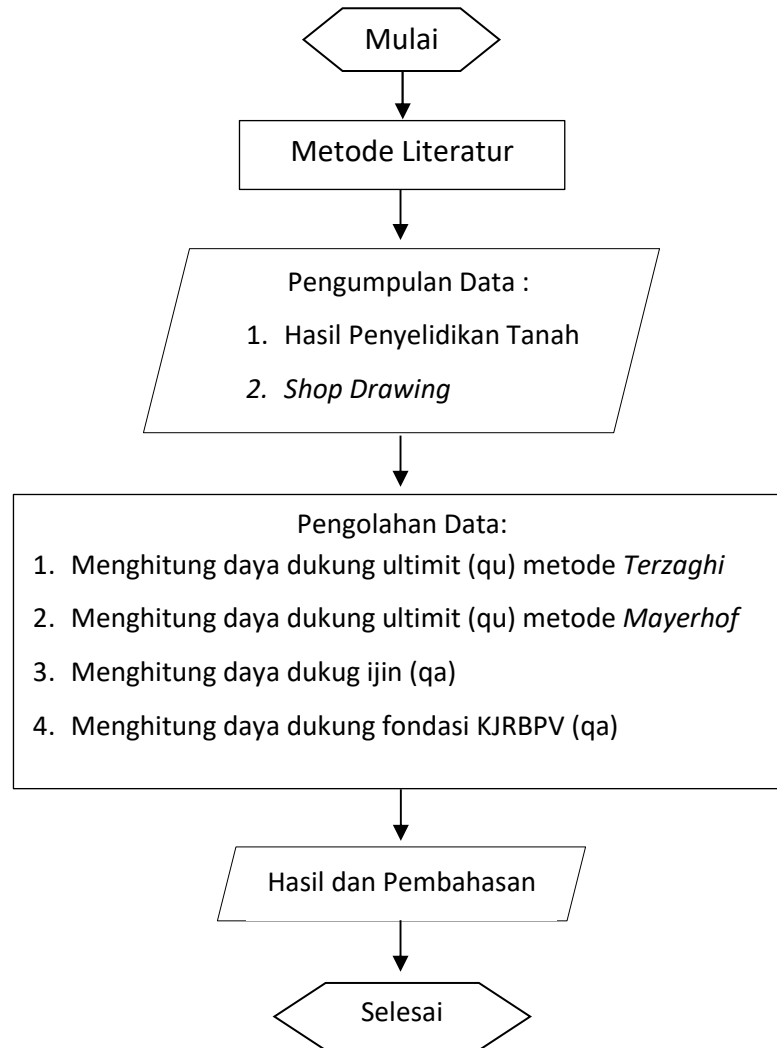 Mulai
Metode Literatur
Pengumpulan Data :
1. Hasil Penyelidikan Tanah
2. Shop Drawing
Pengolahan Data:
1. Menghitung daya dukung ultimit (qu) metode Terzaghi
2. Menghitung daya dukung ultimit (qu) metode Mayerhof
3. Menghitung daya dukug ijin (qa)
4. Menghitung daya dukung fondasi KJRBPV (qa)
Hasil dan Pembahasan
Selesai